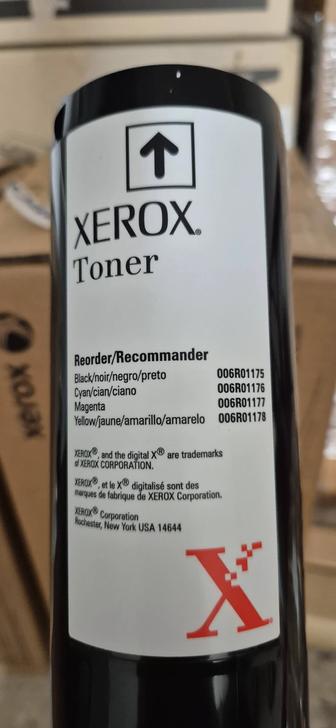 XEROX®
Toner
Reorder/Recommander
Black/noir/negro/preto 006R01175
Cyan/cian/ciano 006R01176
Magenta 006R01177
Yellow/jaune/amarillo/amarelo 006R01178
XEROX®, and the digital X® are trademarks
of XEROX CORPORATION.
XEROX®, et le X® digitalisé sont des
marques de fabrique de XEROX Corporation.
XEROX® Corporation
Rochester, New York USA 14644
X
xerox